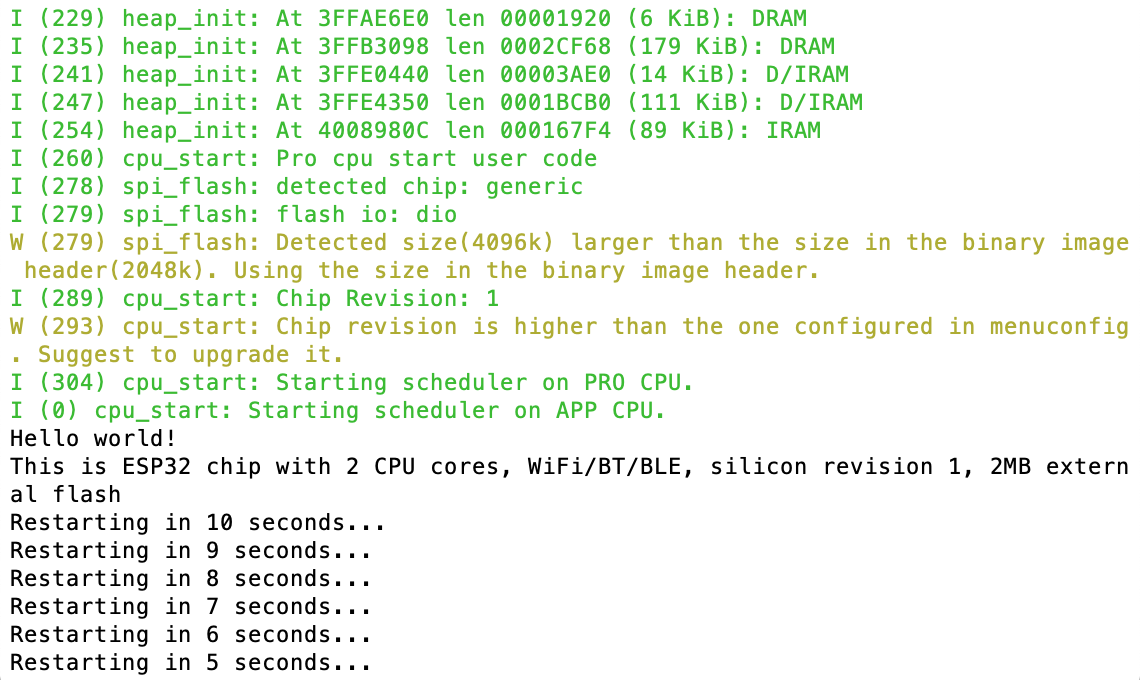 I (229) heap_init: At 3FFAE6E0 len 00001920 (6 KiB): DRAM
I (235) heap_init: At 3FFB3098 len 0002CF68 (179 KiB): DRAM
I (241) heap_init: At 3FFE0440 len 00003AE0 (14 KiB): D/IRAM
I (247) heap_init: At 3FFE4350 len 0001BCB0 (111 KiB): D/IRAM
I (254) heap_init: At 4008980C len 000167F4 (89 KiB): IRAM
I (260) cpu_start: Pro cpu start user code
I (278) spi_flash: detected chip: generic
I (279) spi_flash: flash io: dio
W (279) spi_flash: Detected size(4096k) larger than the size in the binary image
 header(2048k). Using the size in the binary image header.
I (289) cpu_start: Chip Revision: 1
W (293) cpu_start: Chip revision is higher than the one configured in menuconfig
. Suggest to upgrade it.
I (304) cpu_start: Starting scheduler on PRO CPU.
I (0) cpu_start: Starting scheduler on APP CPU.
Hello world!
This is ESP32 chip with 2 CPU cores, WiFi/BT/BLE, silicon revision 1, 2MB extern
al flash
Restarting in 10 seconds...
Restarting in 9 seconds...
Restarting in 8 seconds...
Restarting in 7 seconds...
Restarting in 6 seconds...
Restarting in 5 seconds...